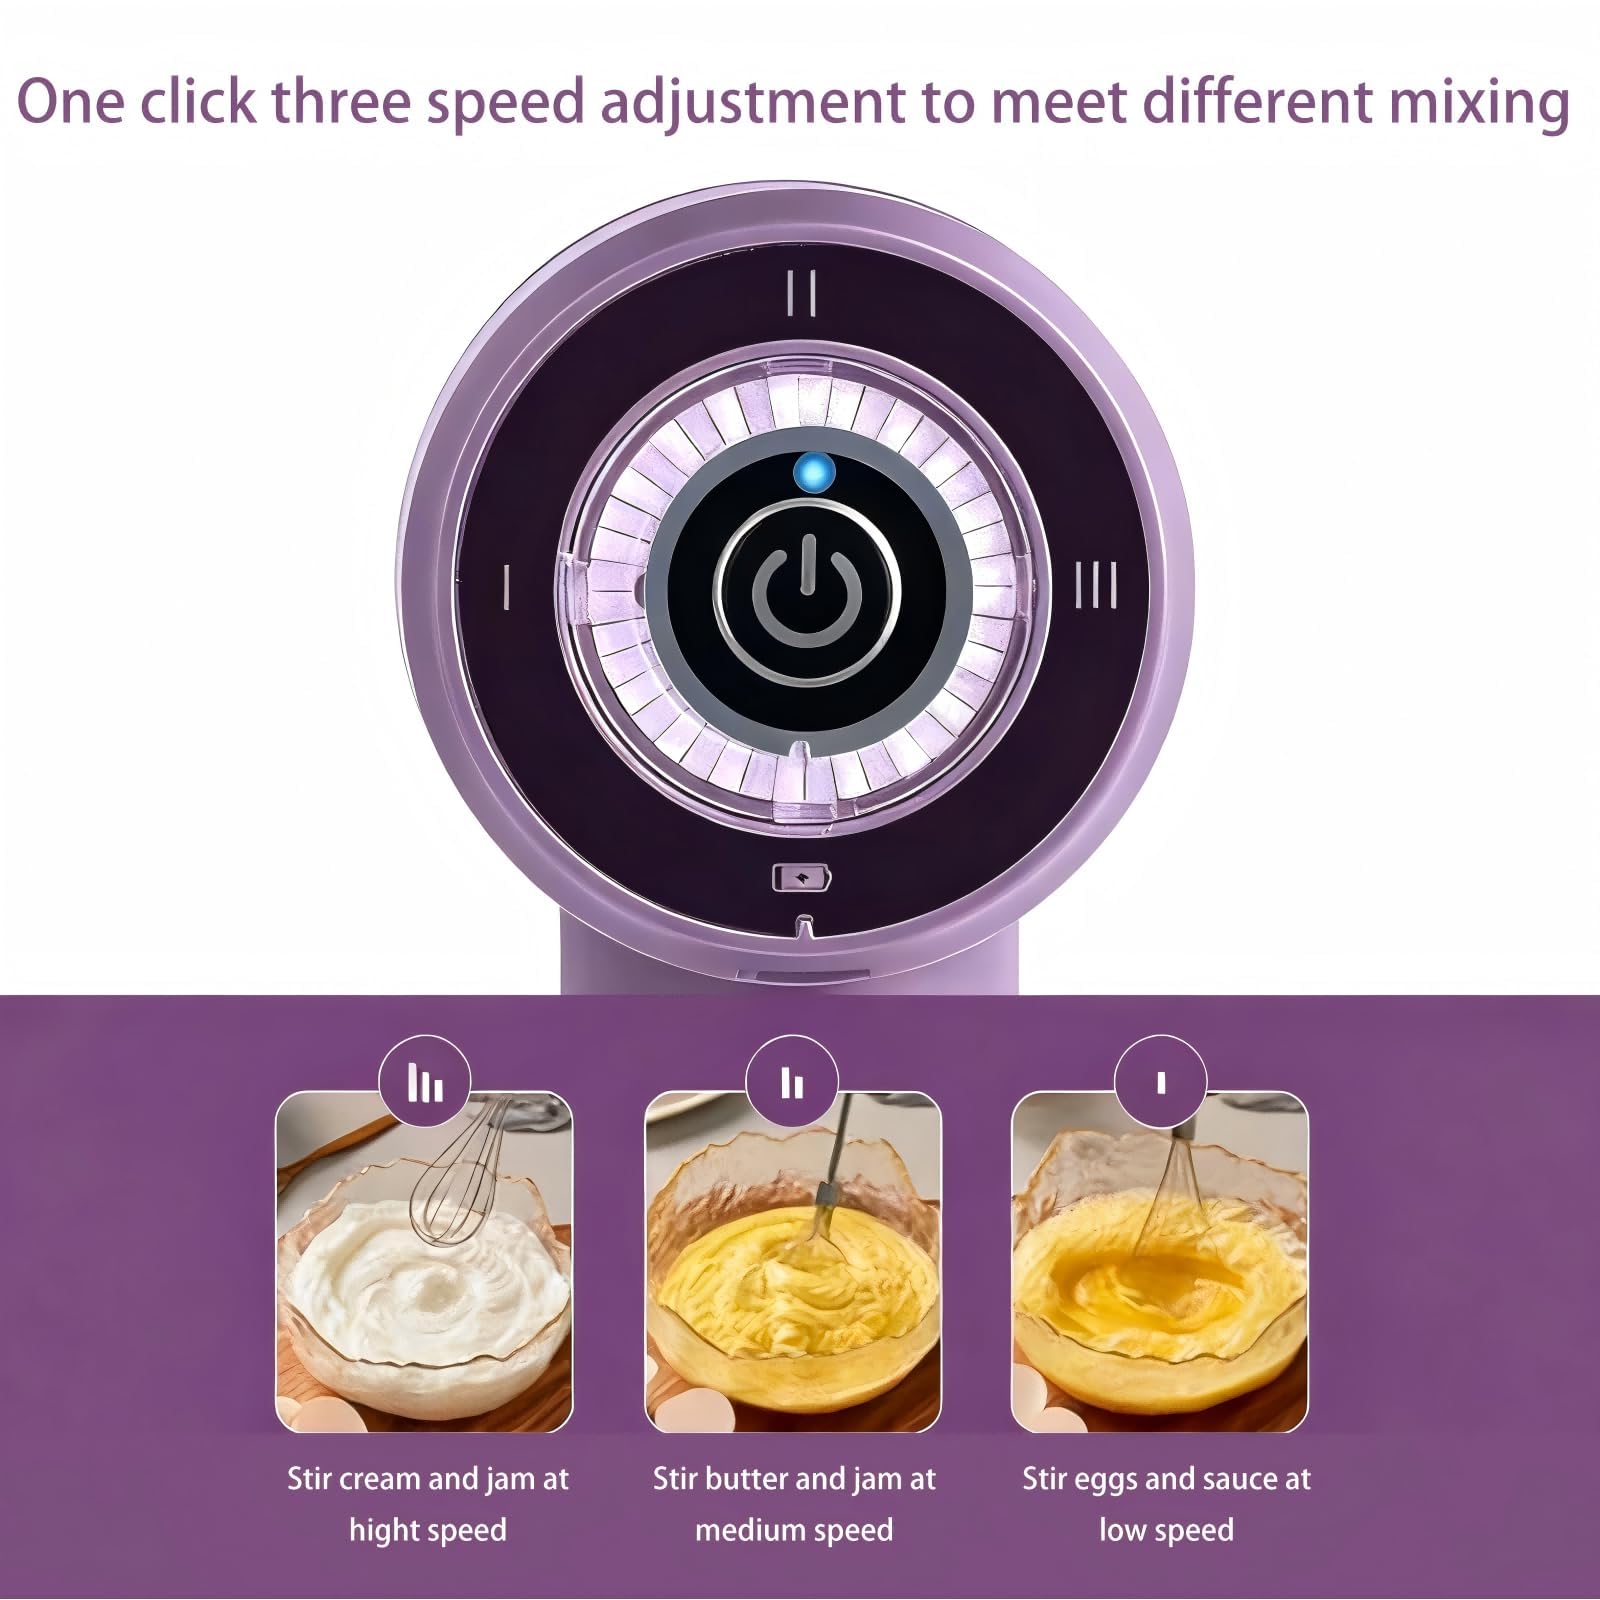 One click three speed adjustment to meet different mixing
II
I
III
Stir cream and jam at
hight speed
Stir butter and jam at
medium speed
Stir eggs and sauce at
low speed